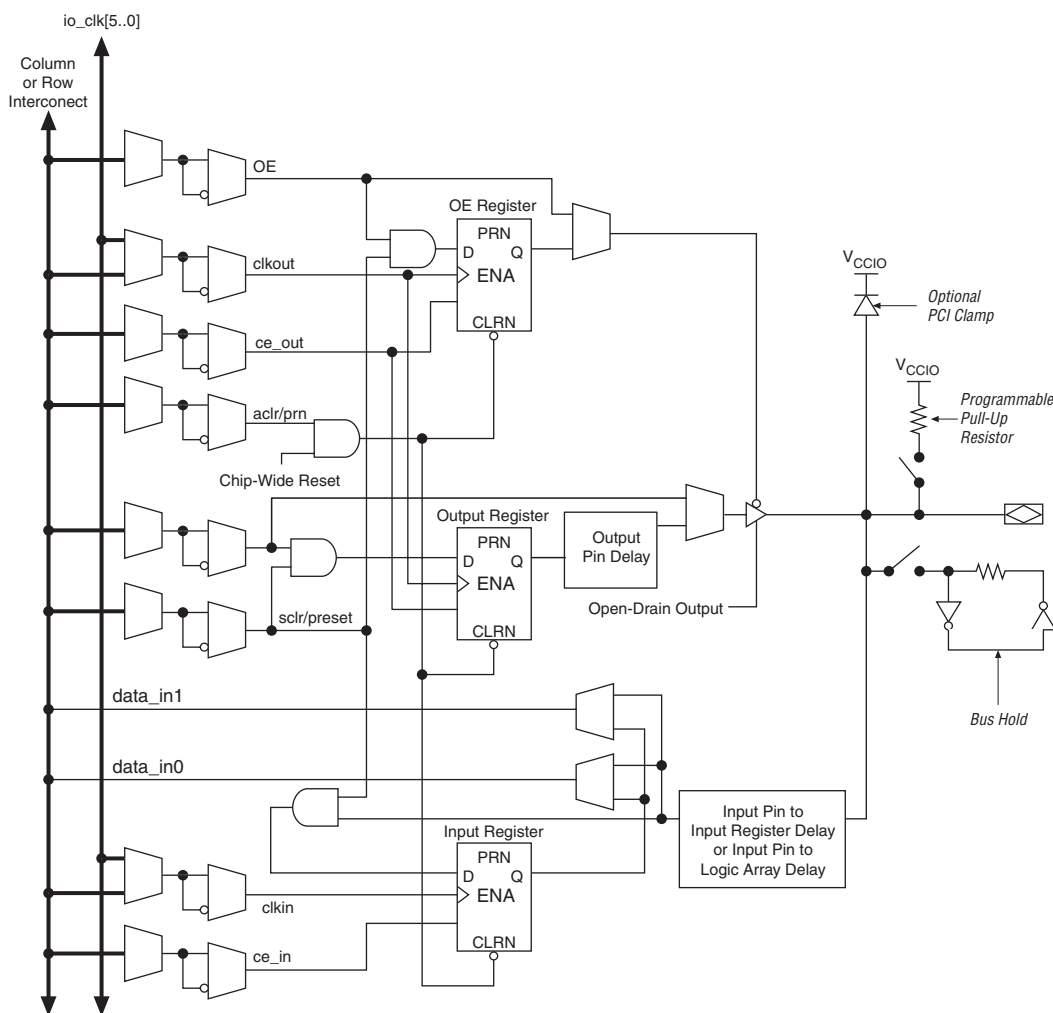 io_clk[5..0]
Column
or Row
Interconect
OE
OE Register
PRN
D
Q
clkout
ENA
V CCIO
Optional
PCI Clamp
CLRN
ce_out
V CCIO
Programmable
Pull-Up
Resistor
aclr/prn
Chip-Wide Reset
Output Register
PRN
D
Q
Output
Pin Delay
ENA
Open-Drain Output
sclr/preset
CLRN
data_in1
Bus Hold
data_in0
Input Pin to
Input Register Delay
or Input Pin to
Logic Array Delay
Input Register
PRN
D
Q
ENA
clkin
CLRN
ce_in